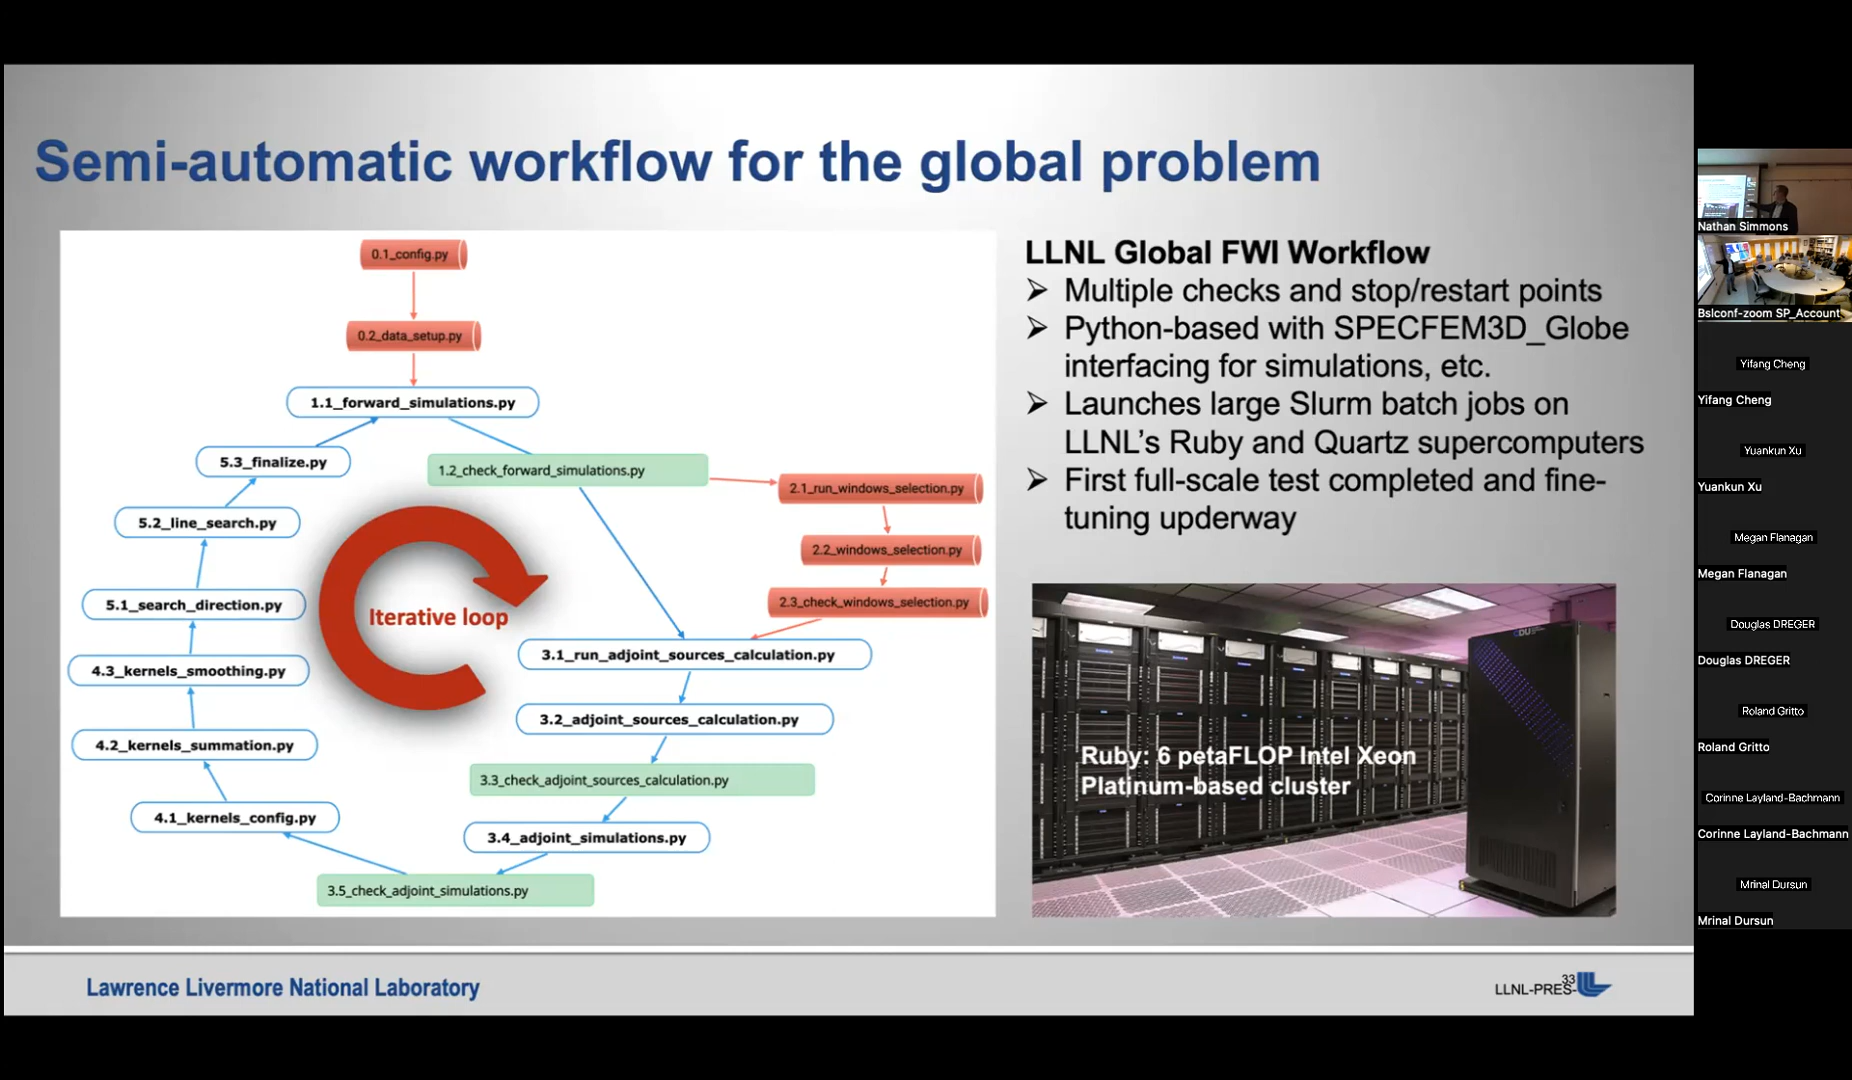 Semi-automatic workflow for the global problem
0.1_config.py
0.2_data_setup.py
1.1_forward_simulations.py
5.3_finalize.py
1.2_check_forward_simulations.py
2.1_run_windows_selection.py
5.2_line_search.py
2.2_windows_selection.py
5.1_search_direction.py
Iterative loop
2.3_check_windows_selection.py
3.1_run_adjoint_sources_calculation.py
4.3_kernels_smoothing.py
3.2_adjoint_sources_calculation.py
4.2_kernels_summation.py
3.3_check_adjoint_sources_calculation.py
4.1_kernels_config.py
3.4_adjoint_simulations.py
3.5_check_adjoint_simulations.py
LLNL Global FWI Workflow
➢ Multiple checks and stop/restart points
➢ Python-based with SPECFEM3D_Globe
interfacing for simulations, etc.
➢ Launches large Slurm batch jobs on
LLNL's Ruby and Quartz supercomputers
➢ First full-scale test completed and fine-
tuning underway
CDU
Ruby: 6 petaFLOP Intel Xeon
Platinum-based cluster
Lawrence Livermore National Laboratory
33
LLNL-PRES-
Nathan Simmons
Bslconf-zoom SP_Account
Yifang Cheng
Yifang Cheng
Yuankun Xu
Yuankun Xu
Megan Flanagan
Megan Flanagan
Douglas DREGER
Douglas DREGER
Roland Gritto
Roland Gritto
Corinne Layland-Bachmann
Corinne Layland-Bachmann
Mrinal Dursun
Mrinal Dursun